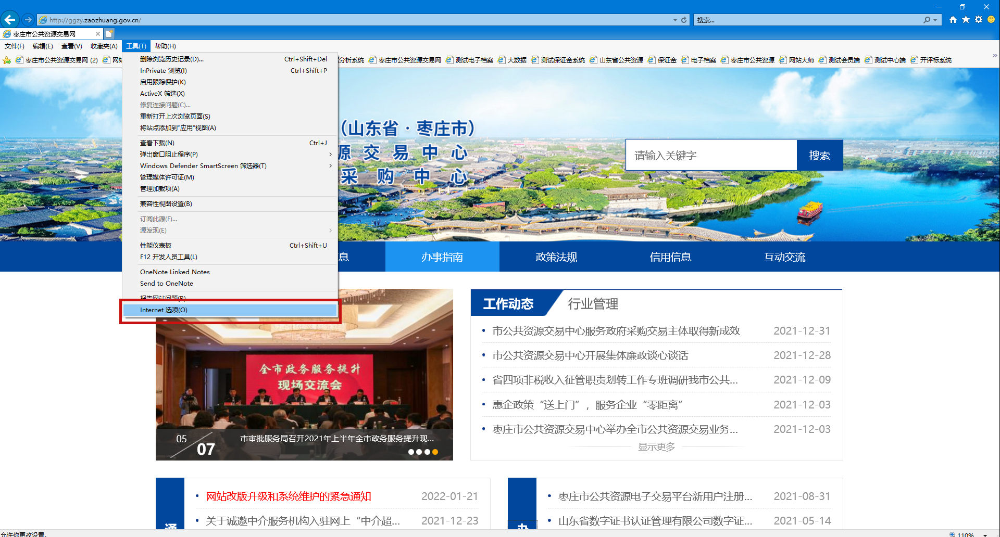 http://ggzy.zaozhuang.gov.cn/
搜索...
枣庄市公共资源交易网
文件(F) 编辑(E) 查看(V) 收藏夹(A) 工具(T) 帮助(H)
枣庄市公共资源交易网 (2) 分析系统 枣庄市公共资源交易网 测试电子档案 大数据 测试保证金系统 山东省公共资源 保证金 电子档案 枣庄市公共资源 网站大师 测试会员端 测试中心端 开评标系统
删除浏览历史记录(D)... Ctrl+Shift+Del
InPrivate 浏览(I) Ctrl+Shift+P
启用跟踪保护(K)
ActiveX 筛选(X)
修复连接问题(C)...
重新打开上次浏览页面(S)
将站点添加到“应用”视图(A)
查看下载(N) Ctrl+J
弹出窗口阻止程序(P)
Windows Defender SmartScreen 筛选器(T)
管理媒体许可证(M)
管理加载项(A)
兼容性视图设置(B)
订阅此源(F)...
源发现(E)
性能仪表板 Ctrl+Shift+U
F12 开发人员工具(L)
OneNote Linked Notes
Send to OneNote
报告网站问题(R)
Internet 选项(O)
（山东省·枣庄市）
源交易中心
采购中心
请输入关键字 搜索
息 办事指南 政策法规 信用信息 互动交流
全市政务服务提升
现场交流会
05
07
市审批服务局召开2021年上半年全市政务服务提升现...
工作动态 行业管理
市公共资源交易中心服务政府采购交易主体取得新成效 2021-12-31
市公共资源交易中心开展集体廉政谈心谈话 2021-12-28
省四项非税收入征管职责划转工作专班调研我市公共... 2021-12-09
惠企政策“送上门”，服务企业“零距离” 2021-12-03
枣庄市公共资源交易中心举办全市公共资源交易业务... 2021-12-03
显示更多
通
网站改版升级和系统维护的紧急通知 2022-01-21
关于诚邀中介服务机构入驻网上“中介超... 2021-12-23
办
枣庄市公共资源电子交易平台新用户注册... 2021-08-31
山东省数字证书认证管理有限公司数字证... 2021-05-14
允许你更改设置。
110%